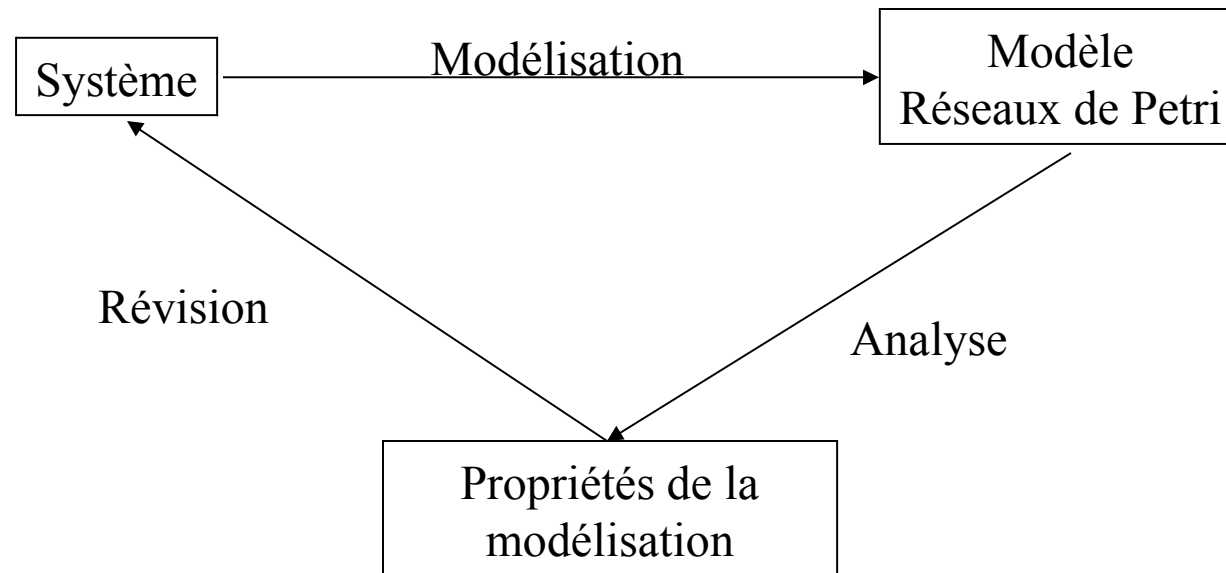 Système
Modélisation
Modèle
Réseaux de Petri
Révision
Analyse
Propriétés de la
modélisation